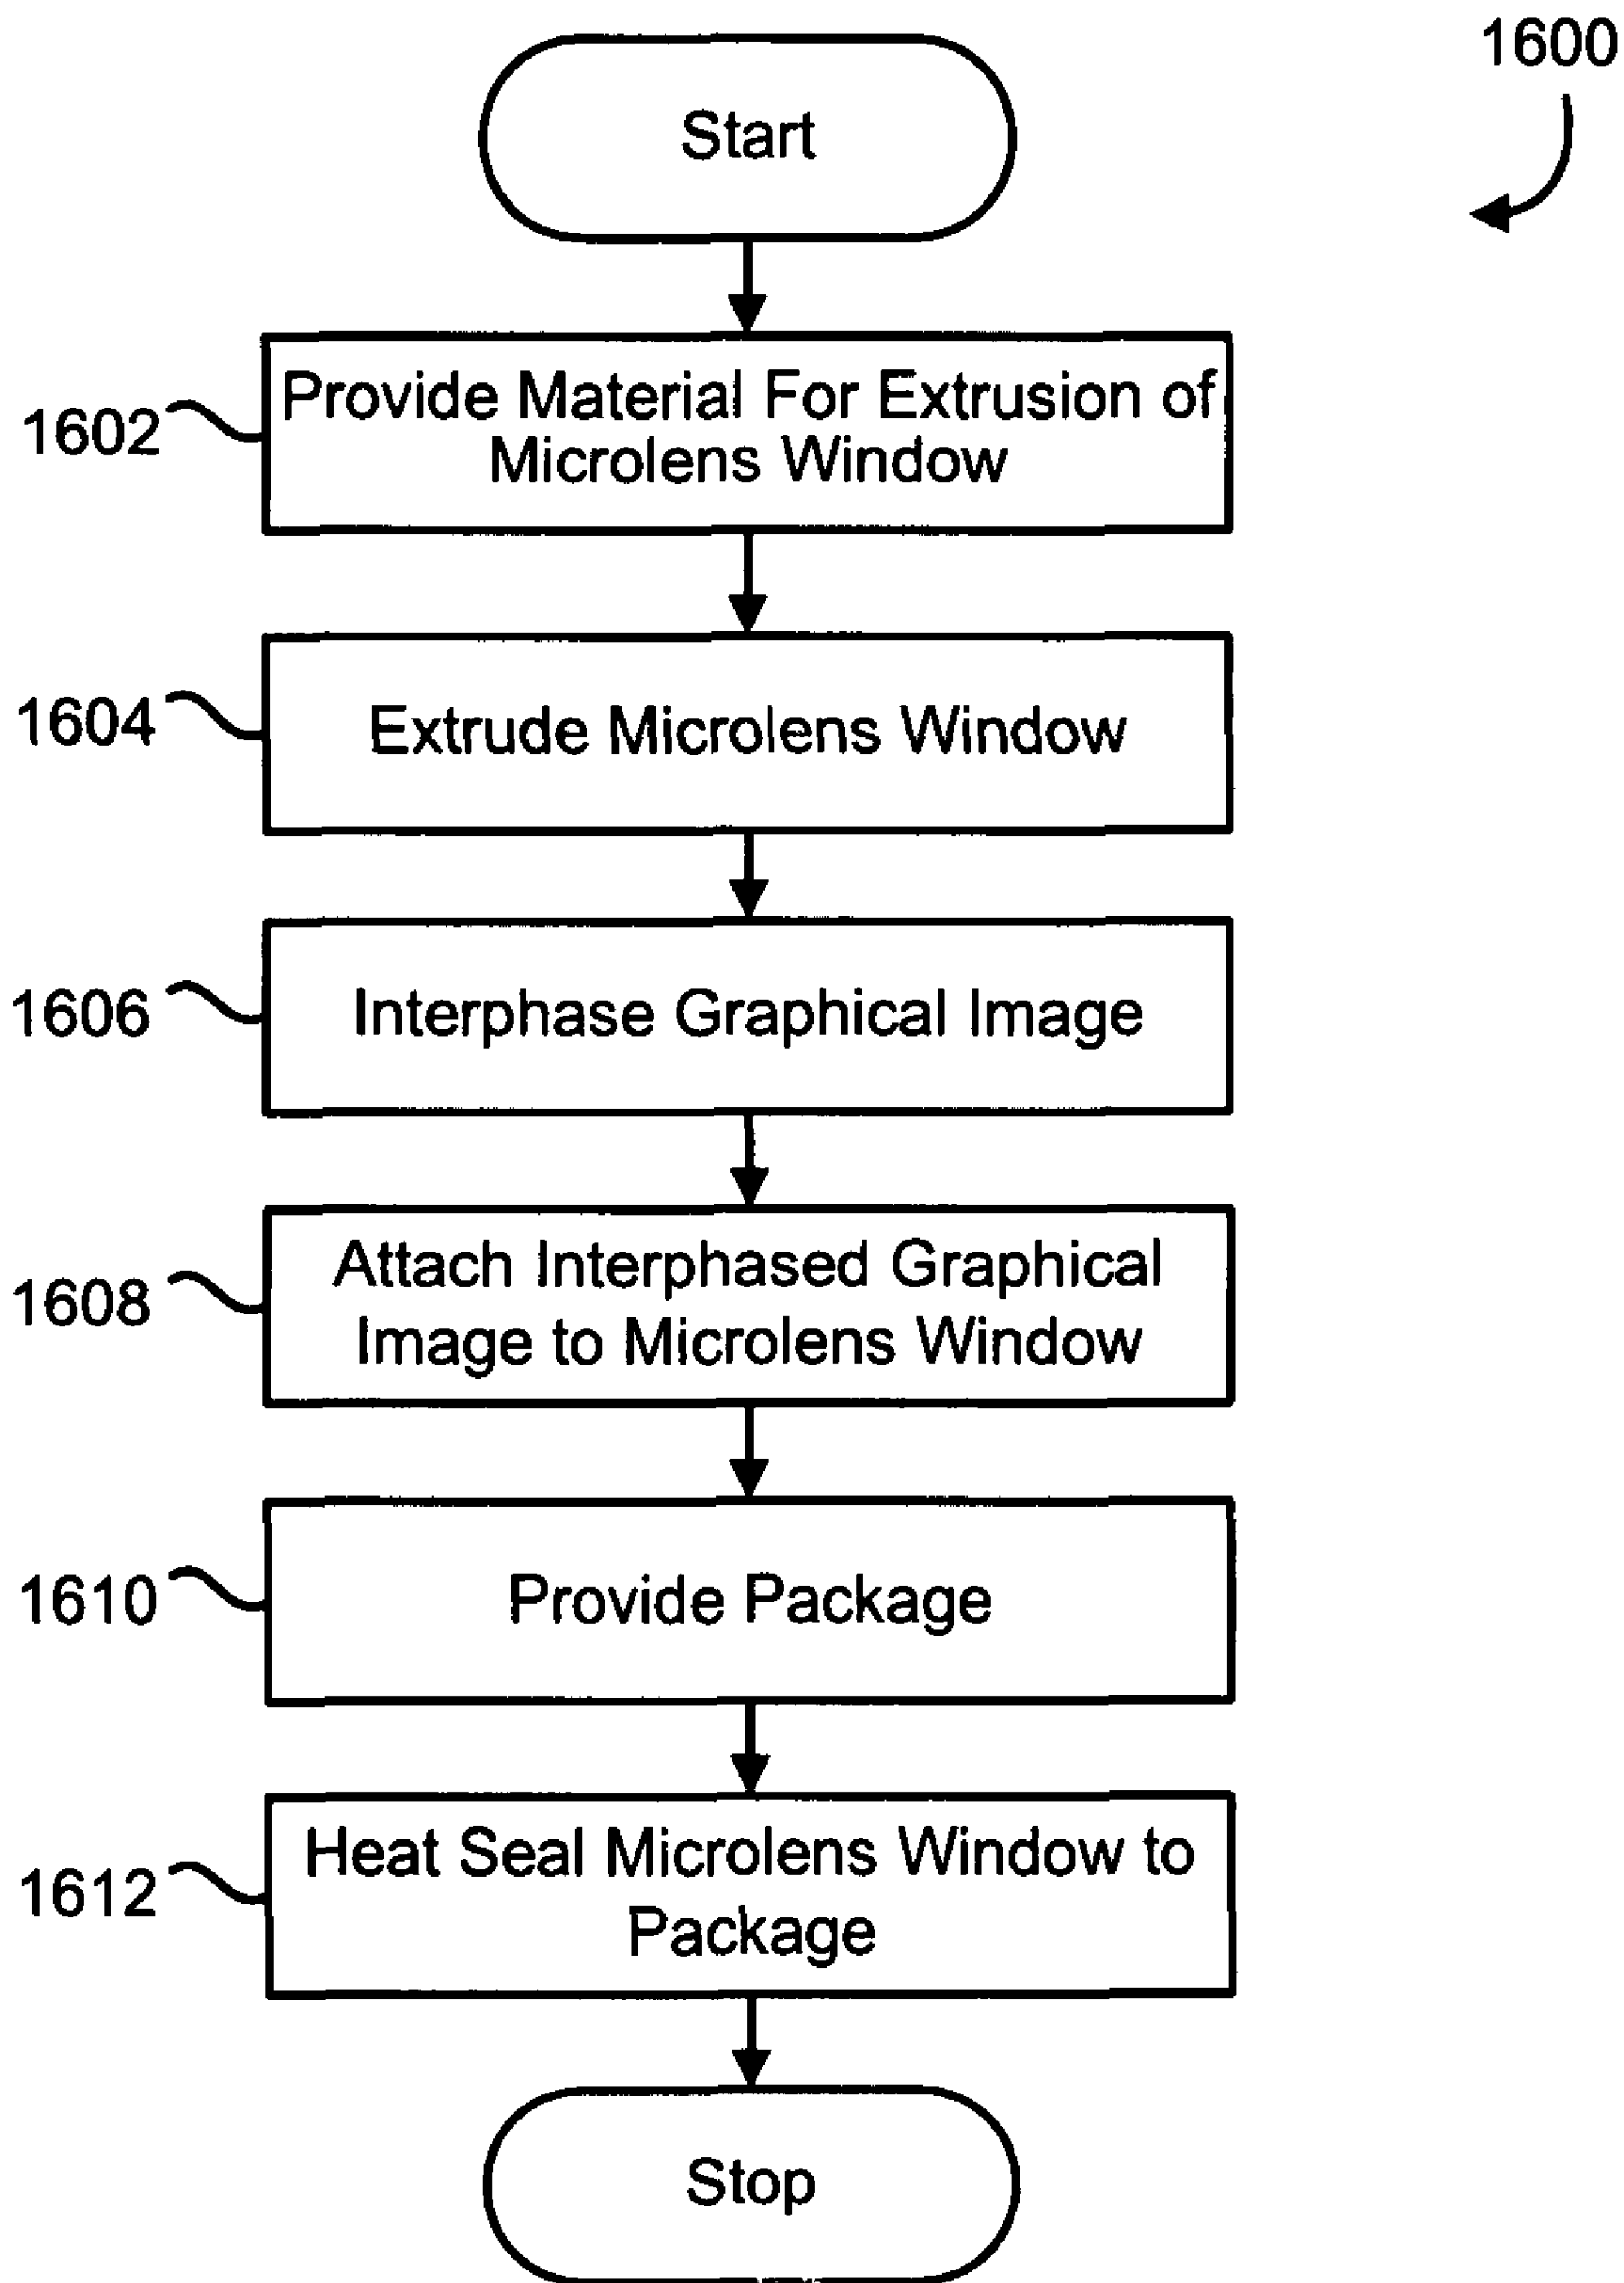 1600
Start
1602
Provide Material For Extrusion of
Microlens Window
1604
Extrude Microlens Window
1606
Interphase Graphical Image
1608
Attach Interphased Graphical
Image to Microlens Window
1610
Provide Package
1612
Heat Seal Microlens Window to
Package
Stop